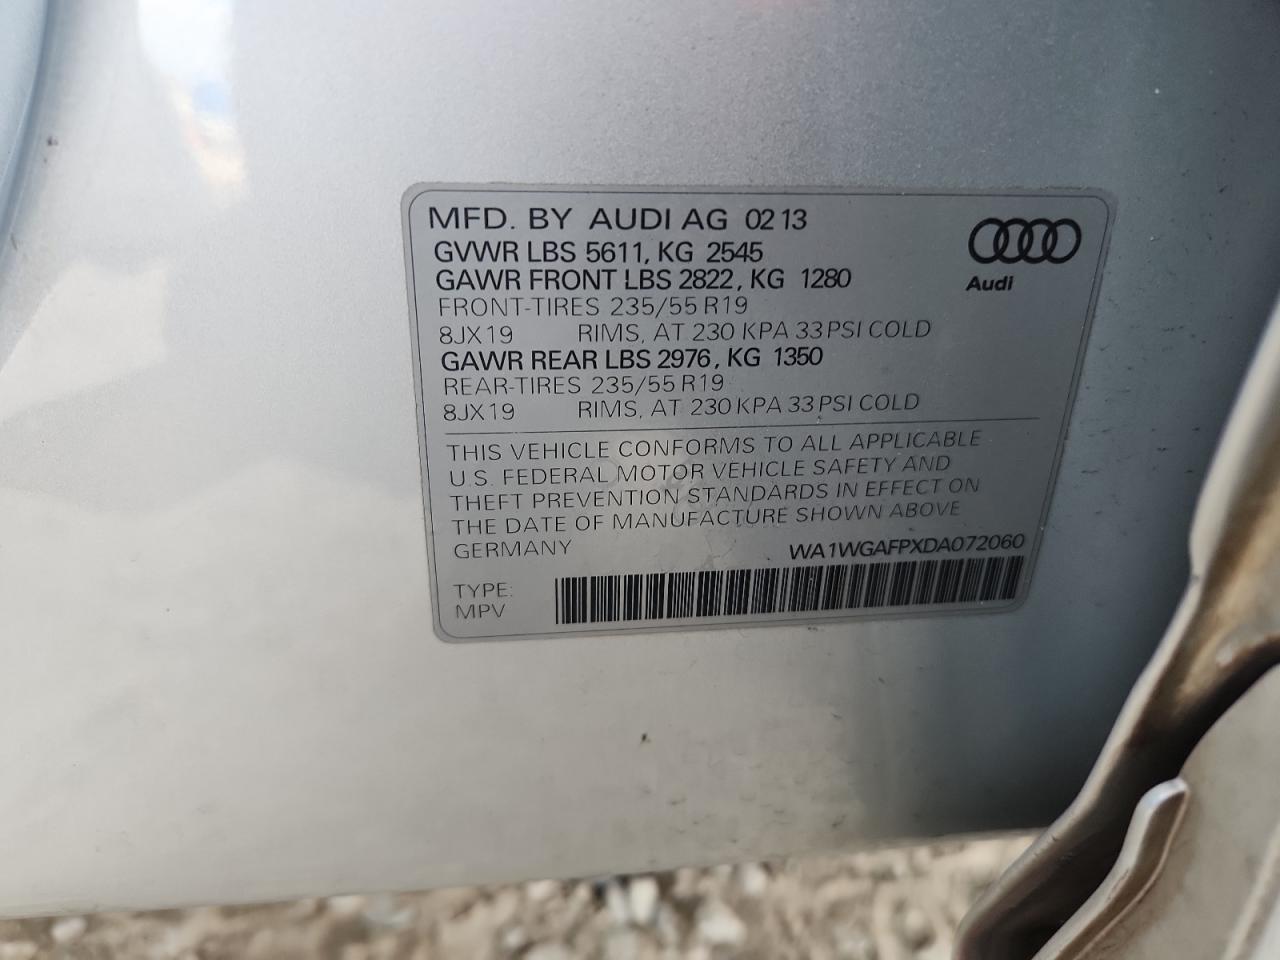 MFD. BY AUDI AG 02 13
GVWR LBS 5611, KG 2545
GAWR FRONT LBS 2822, KG 1280
Audi
FRONT-TIRES 235/55 R19
8JX19 RIMS, AT 230 KPA 33 PSI COLD
GAWR REAR LBS 2976, KG 1350
REAR-TIRES 235/55 R19
8JX19 RIMS, AT 230 KPA 33 PSI COLD
THIS VEHICLE CONFORMS TO ALL APPLICABLE
U.S. FEDERAL MOTOR VEHICLE SAFETY AND
THEFT PREVENTION STANDARDS IN EFFECT ON
THE DATE OF MANUFACTURE SHOWN ABOVE
GERMANY WA1WGAFPXDA072060
TYPE:
MPV